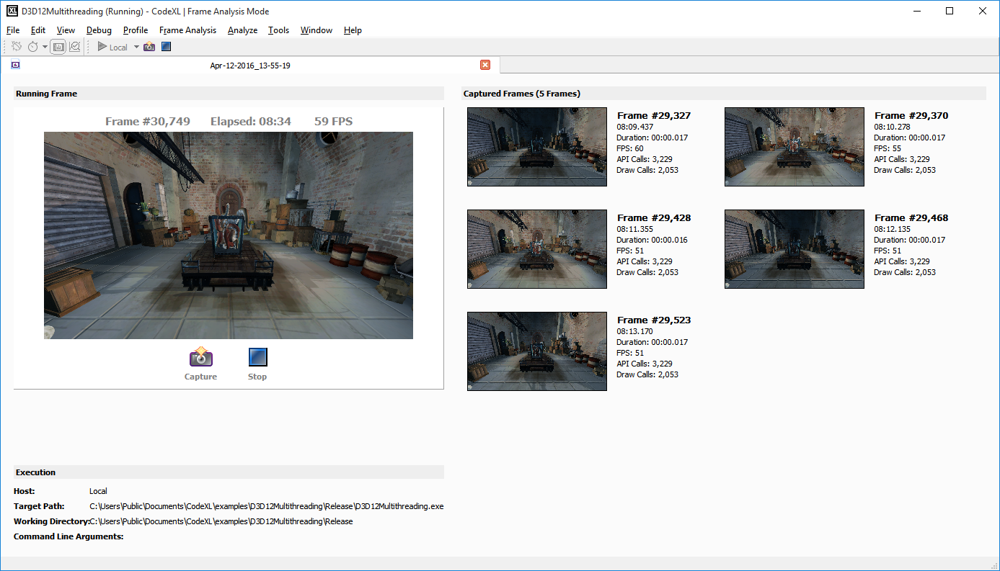 D3D12Multithreading (Running) - CodeXL | Frame Analysis Mode
File Edit View Debug Profile Frame Analysis Analyze Tools Window Help
Local
Apr-12-2016_13-55-19
Running Frame
Frame #30,749 Elapsed: 08:34 59 FPS
Capture Stop
Execution
Host: Local
Target Path: C:\Users\Public\Documents\CodeXL\examples\D3D12Multithreading\Release\D3D12Multithreading.exe
Working Directory: C:\Users\Public\Documents\CodeXL\examples\D3D12Multithreading\Release
Command Line Arguments:
Captured Frames (5 Frames)
Frame #29,327
08:09.437
Duration: 00:00.017
FPS: 60
API Calls: 3,229
Draw Calls: 2,053
Frame #29,370
08:10.278
Duration: 00:00.017
FPS: 55
API Calls: 3,229
Draw Calls: 2,053
Frame #29,428
08:11.355
Duration: 00:00.016
FPS: 51
API Calls: 3,229
Draw Calls: 2,053
Frame #29,468
08:12.135
Duration: 00:00.017
FPS: 51
API Calls: 3,229
Draw Calls: 2,053
Frame #29,523
08:13.170
Duration: 00:00.017
FPS: 51
API Calls: 3,229
Draw Calls: 2,053